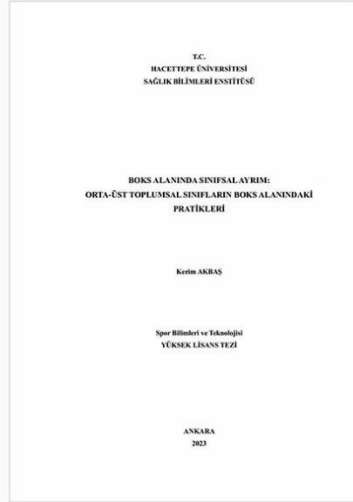 T.C.
HACETTEPE ÜNİVERSİTESİ
SAĞLIK BİLİMLERİ ENSTİTÜSÜ
BOKS ALANINDA SINIFSAL AYRIM:
ORTA-ÜST TOPLUMSAL SINIFLARIN BOKS ALANINDAKİ
PRATİKLERİ
Kerim AKBAŞ
Spor Bilimleri ve Teknolojisi
YÜKSEK LİSANS TEZİ
ANKARA
2023